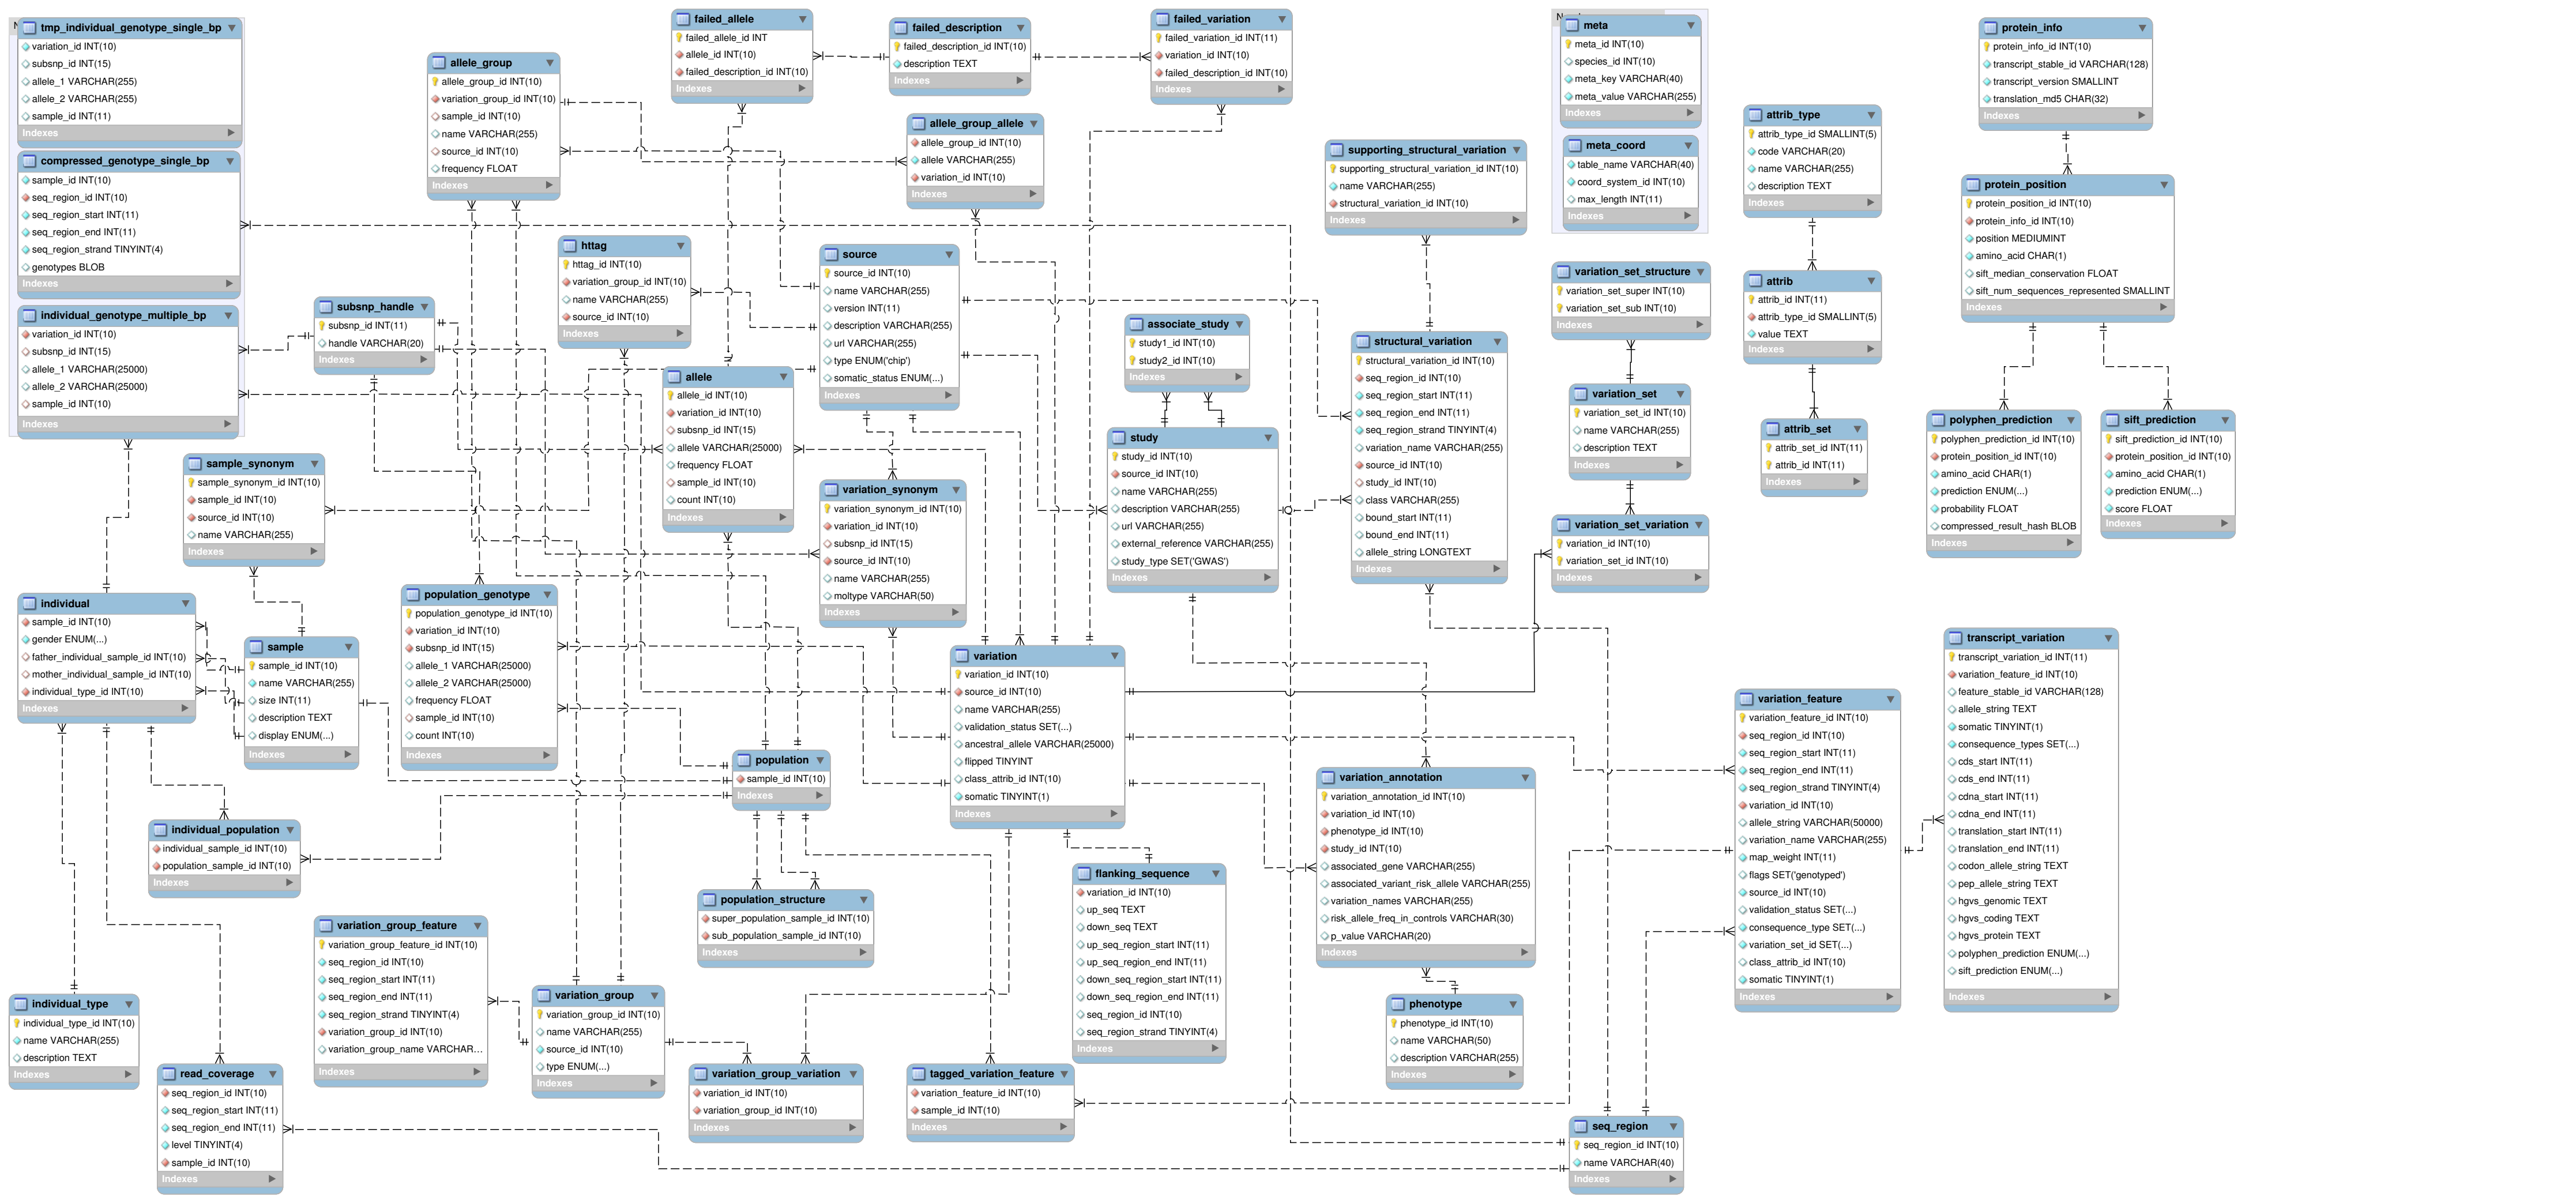 N
tmp_individual_genotype_single_bp
variation_id INT(10)
subsnp_id INT(15)
allele_1 VARCHAR(255)
allele_2 VARCHAR(255)
sample_id INT(11)
Indexes
compressed_genotype_single_bp
sample_id INT(10)
seq_region_id INT(10)
seq_region_start INT(11)
seq_region_end INT(11)
seq_region_strand TINYINT(4)
genotypes BLOB
Indexes
individual_genotype_multiple_bp
variation_id INT(10)
subsnp_id INT(15)
allele_1 VARCHAR(25000)
allele_2 VARCHAR(25000)
sample_id INT(10)
Indexes
allele_group
allele_group_id INT(10)
variation_group_id INT(10)
sample_id INT(10)
name VARCHAR(255)
source_id INT(10)
frequency FLOAT
Indexes
failed_allele
failed_allele_id INT
allele_id INT(10)
failed_description_id INT(10)
Indexes
failed_description
failed_description_id INT(10)
description TEXT
Indexes
failed_variation
failed_variation_id INT(11)
variation_id INT(10)
failed_description_id INT(10)
Indexes
allele_group_allele
allele_group_id INT(10)
allele VARCHAR(255)
variation_id INT(10)
Indexes
supporting_structural_variation
supporting_structural_variation_id INT(10)
name VARCHAR(255)
structural_variation_id INT(10)
Indexes
N
meta
meta_id INT(10)
species_id INT(10)
meta_key VARCHAR(40)
meta_value VARCHAR(255)
Indexes
meta_coord
table_name VARCHAR(40)
coord_system_id INT(10)
max_length INT(11)
Indexes
attrib_type
attrib_type_id SMALLINT(5)
code VARCHAR(20)
name VARCHAR(255)
description TEXT
Indexes
protein_info
protein_info_id INT(10)
transcript_stable_id VARCHAR(128)
transcript_version SMALLINT
translation_md5 CHAR(32)
Indexes
protein_position
protein_position_id INT(10)
protein_info_id INT(10)
position MEDIUMINT
amino_acid CHAR(1)
sift_median_conservation FLOAT
sift_num_sequences_represented SMALLINT
Indexes
subsnp_handle
subsnp_id INT(11)
handle VARCHAR(20)
Indexes
httag
httag_id INT(10)
variation_group_id INT(10)
name VARCHAR(255)
source_id INT(10)
Indexes
source
source_id INT(10)
name VARCHAR(255)
version INT(11)
description VARCHAR(255)
url VARCHAR(255)
type ENUM('chip')
somatic_status ENUM(...)
Indexes
associate_study
study1_id INT(10)
study2_id INT(10)
Indexes
structural_variation
structural_variation_id INT(10)
seq_region_id INT(10)
seq_region_start INT(11)
seq_region_end INT(11)
seq_region_strand TINYINT(4)
variation_name VARCHAR(255)
source_id INT(10)
study_id INT(10)
class VARCHAR(255)
bound_start INT(11)
bound_end INT(11)
allele_string LONGTEXT
Indexes
variation_set_structure
variation_set_super INT(10)
variation_set_sub INT(10)
Indexes
attrib
attrib_id INT(11)
attrib_type_id SMALLINT(5)
value TEXT
Indexes
variation_set
variation_set_id INT(10)
name VARCHAR(255)
description TEXT
Indexes
attrib_set
attrib_set_id INT(11)
attrib_id INT(11)
Indexes
polyphen_prediction
polyphen_prediction_id INT(10)
protein_position_id INT(10)
amino_acid CHAR(1)
prediction ENUM(...)
probability FLOAT
compressed_result_hash BLOB
Indexes
sift_prediction
sift_prediction_id INT(10)
protein_position_id INT(10)
amino_acid CHAR(1)
prediction ENUM(...)
score FLOAT
Indexes
allele
allele_id INT(10)
variation_id INT(10)
subsnp_id INT(15)
allele VARCHAR(25000)
frequency FLOAT
sample_id INT(10)
count INT(10)
Indexes
study
study_id INT(10)
source_id INT(10)
name VARCHAR(255)
description VARCHAR(255)
url VARCHAR(255)
external_reference VARCHAR(255)
study_type SET('GWAS')
Indexes
sample_synonym
sample_synonym_id INT(10)
sample_id INT(10)
source_id INT(10)
name VARCHAR(255)
Indexes
variation_synonym
variation_synonym_id INT(10)
variation_id INT(10)
subsnp_id INT(15)
source_id INT(10)
name VARCHAR(255)
moltype VARCHAR(50)
Indexes
variation_set_variation
variation_id INT(10)
variation_set_id INT(10)
Indexes
individual
sample_id INT(10)
gender ENUM(...)
father_individual_sample_id INT(10)
mother_individual_sample_id INT(10)
individual_type_id INT(10)
Indexes
sample
sample_id INT(10)
name VARCHAR(255)
size INT(11)
description TEXT
display ENUM(...)
Indexes
population_genotype
population_genotype_id INT(10)
variation_id INT(10)
subsnp_id INT(15)
allele_1 VARCHAR(25000)
allele_2 VARCHAR(25000)
frequency FLOAT
sample_id INT(10)
count INT(10)
Indexes
variation
variation_id INT(10)
source_id INT(10)
name VARCHAR(255)
validation_status SET(...)
ancestral_allele VARCHAR(25000)
flipped TINYINT
class_attrib_id INT(10)
somatic TINYINT(1)
Indexes
transcript_variation
transcript_variation_id INT(11)
variation_feature_id INT(10)
feature_stable_id VARCHAR(128)
allele_string TEXT
somatic TINYINT(1)
consequence_types SET(...)
cds_start INT(11)
cds_end INT(11)
cdna_start INT(11)
cdna_end INT(11)
translation_start INT(11)
translation_end INT(11)
codon_allele_string TEXT
pep_allele_string TEXT
hgvs_genomic TEXT
hgvs_coding TEXT
hgvs_protein TEXT
polyphen_prediction ENUM(...)
sift_prediction ENUM(...)
Indexes
variation_feature
variation_feature_id INT(10)
seq_region_id INT(10)
seq_region_start INT(11)
seq_region_end INT(11)
seq_region_strand TINYINT(4)
variation_id INT(10)
allele_string VARCHAR(50000)
variation_name VARCHAR(255)
map_weight INT(11)
flags SET('genotyped')
source_id INT(10)
validation_status SET(...)
consequence_type SET(...)
variation_set_id SET(...)
class_attrib_id INT(10)
somatic TINYINT(1)
Indexes
population
sample_id INT(10)
Indexes
variation_annotation
variation_annotation_id INT(10)
variation_id INT(10)
phenotype_id INT(10)
study_id INT(10)
associated_gene VARCHAR(255)
associated_variant_risk_allele VARCHAR(255)
variation_names VARCHAR(255)
risk_allele_freq_in_controls VARCHAR(30)
p_value VARCHAR(20)
Indexes
individual_population
individual_sample_id INT(10)
population_sample_id INT(10)
Indexes
flanking_sequence
variation_id INT(10)
up_seq TEXT
down_seq TEXT
up_seq_region_start INT(11)
up_seq_region_end INT(11)
down_seq_region_start INT(11)
down_seq_region_end INT(11)
seq_region_id INT(10)
seq_region_strand TINYINT(4)
Indexes
population_structure
super_population_sample_id INT(10)
sub_population_sample_id INT(10)
Indexes
variation_group_feature
variation_group_feature_id INT(10)
seq_region_id INT(10)
seq_region_start INT(11)
seq_region_end INT(11)
seq_region_strand TINYINT(4)
variation_group_id INT(10)
variation_group_name VARCHAR...
Indexes
variation_group
variation_group_id INT(10)
name VARCHAR(255)
source_id INT(10)
type ENUM(...)
Indexes
individual_type
individual_type_id INT(10)
name VARCHAR(255)
description TEXT
Indexes
phenotype
phenotype_id INT(10)
name VARCHAR(50)
description VARCHAR(255)
Indexes
read_coverage
seq_region_id INT(10)
seq_region_start INT(11)
seq_region_end INT(11)
level TINYINT(4)
sample_id INT(10)
Indexes
variation_group_variation
variation_id INT(10)
variation_group_id INT(10)
Indexes
tagged_variation_feature
variation_feature_id INT(10)
sample_id INT(10)
Indexes
seq_region
seq_region_id INT(10)
name VARCHAR(40)
Indexes